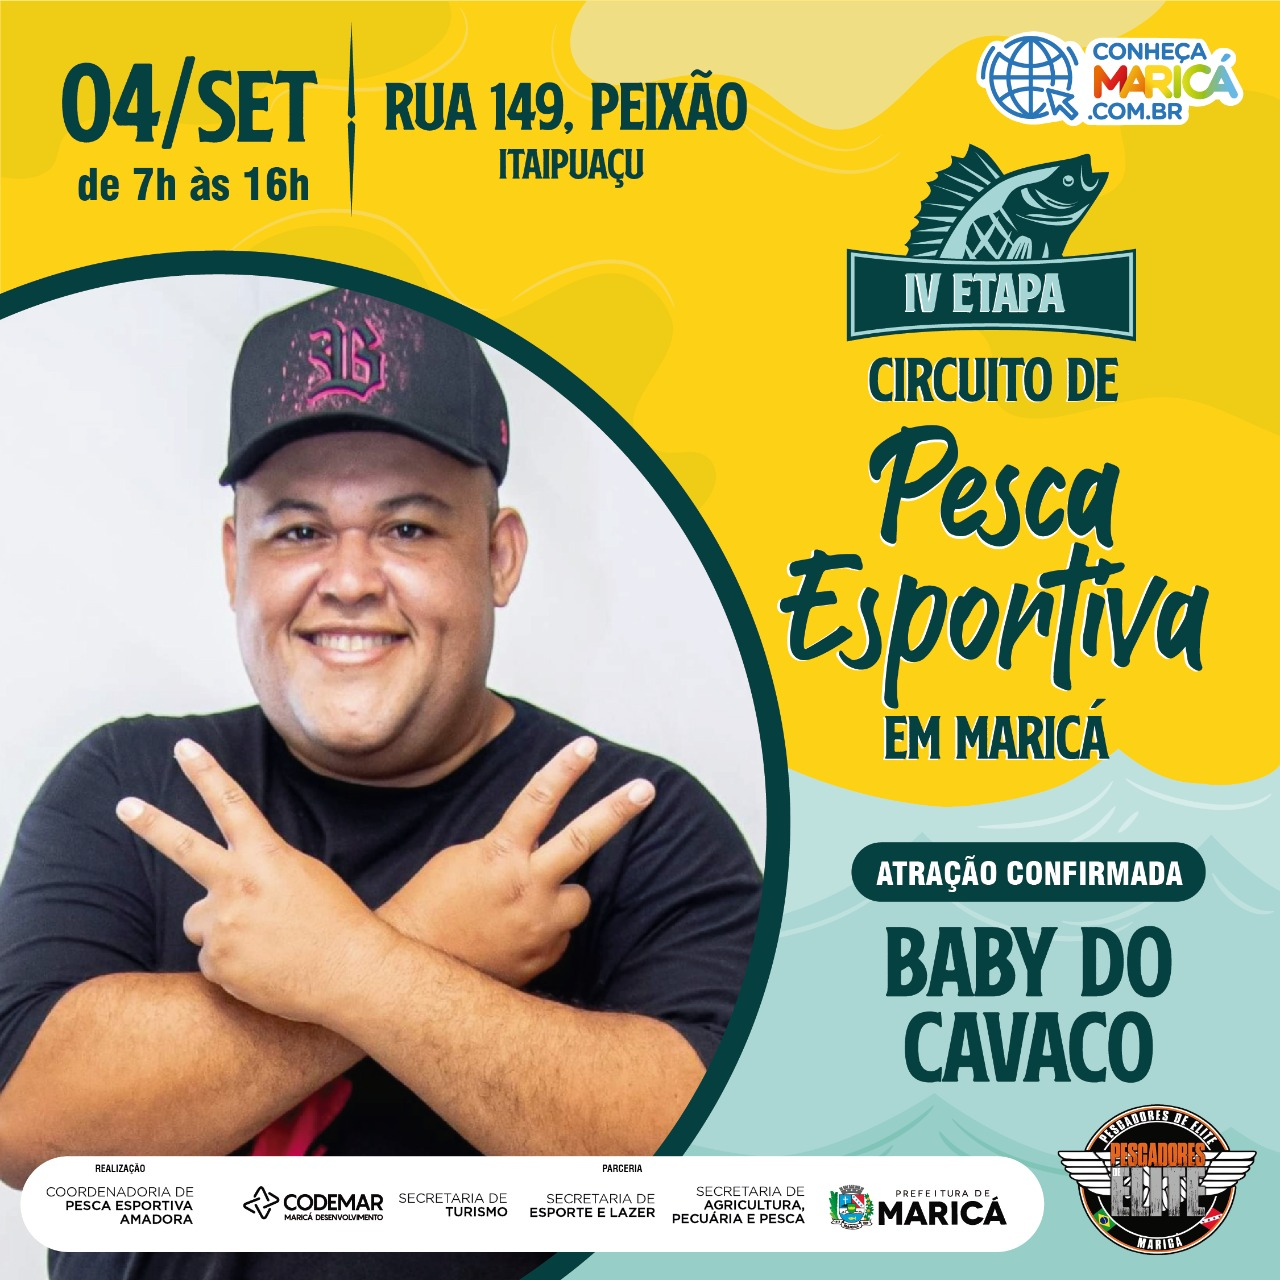 04/SET
de 7h às 16h
RUA 149, PEIXÃO
ITAIPUAÇU
CONHEÇA
MARICÁ
.COM.BR
IV ETAPA
CIRCUITO DE
Pesca
Esportiva
EM MARICÁ
B
ATRAÇÃO CONFIRMADA
BABY DO
CAVACO
REALIZAÇÃO
COORDENADORIA DE
PESCA ESPORTIVA
AMADORA
CODEMAR
MARICÁ DESENVOLVIMENTO
PARCERIA
SECRETARIA DE
TURISMO
SECRETARIA DE
ESPORTE E LAZER
SECRETARIA DE
AGRICULTURA,
PECUÁRIA E PESCA
PREFEITURA DE
MARICÁ
PESCADORES DE ELITE
PESCADORES
ELITE
MARICÁ